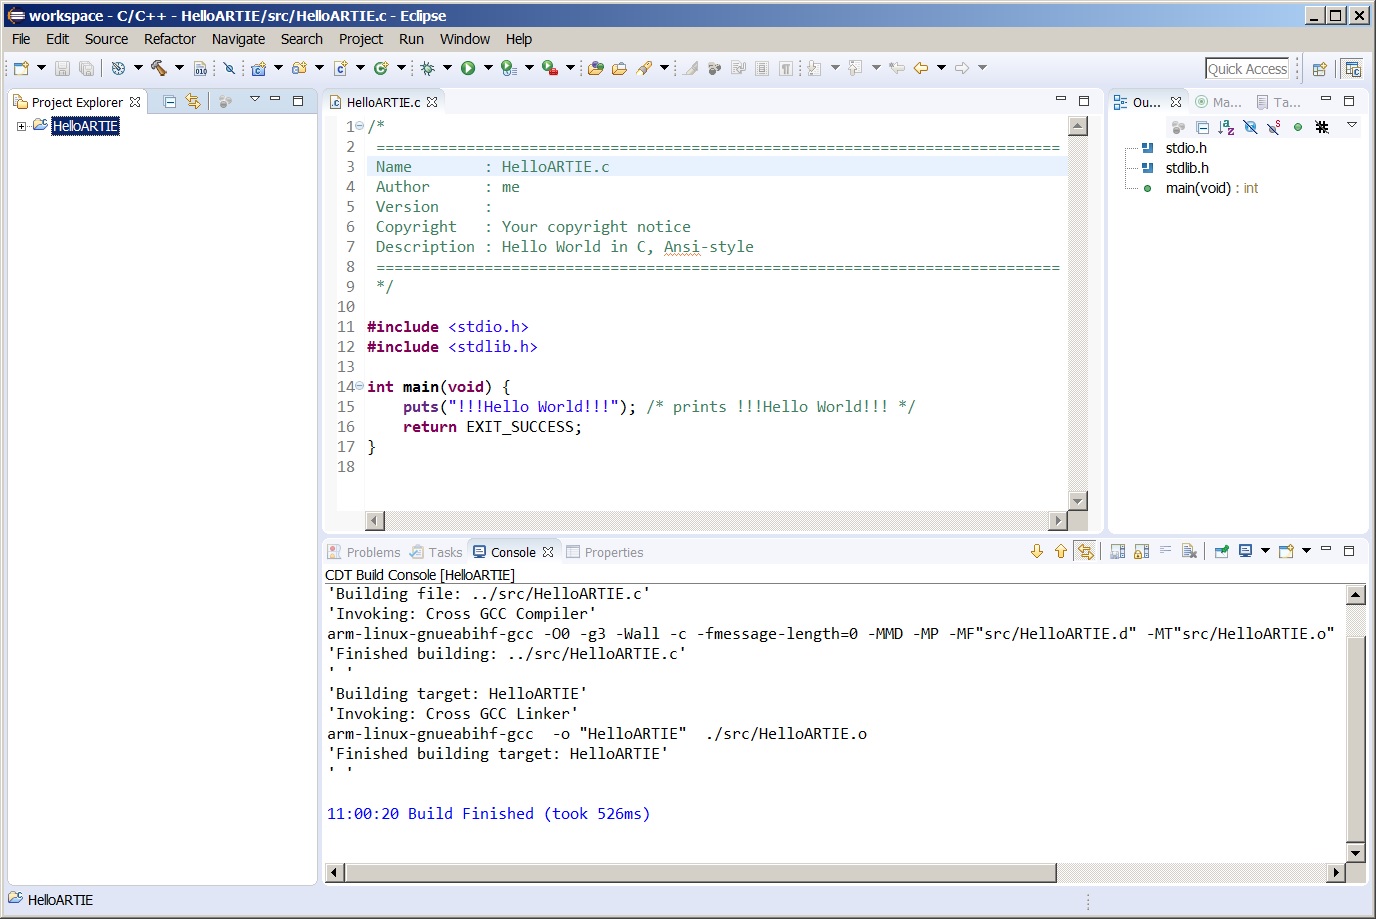 workspace - C/C++ - HelloARTIE/src/HelloARTIE.c - Eclipse
File Edit Source Refactor Navigate Search Project Run Window Help
Quick Access
Project Explorer
HelloARTIE
HelloARTIE.c
1 /*
2 ============================================================================
3 Name        : HelloARTIE.c
4 Author      : me
5 Version     :
6 Copyright   : Your copyright notice
7 Description : Hello World in C, Ansi-style
8 ============================================================================
9 */
10
11 #include <stdio.h>
12 #include <stdlib.h>
13
14 int main(void) {
15     puts("!!!Hello World!!!"); /* prints !!!Hello World!!! */
16     return EXIT_SUCCESS;
17 }
18
Ou... Ma... Ta...
stdio.h
stdlib.h
main(void) : int
Problems Tasks Console Properties
CDT Build Console [HelloARTIE]
'Building file: ../src/HelloARTIE.c'
'Invoking: Cross GCC Compiler'
arm-linux-gnueabihf-gcc -O0 -g3 -Wall -c -fmessage-length=0 -MMD -MP -MF"src/HelloARTIE.d" -MT"src/HelloARTIE.o"
'Finished building: ../src/HelloARTIE.c'
' '
'Building target: HelloARTIE'
'Invoking: Cross GCC Linker'
arm-linux-gnueabihf-gcc  -o "HelloARTIE"  ./src/HelloARTIE.o
'Finished building target: HelloARTIE'
' '
11:00:20 Build Finished (took 526ms)
HelloARTIE